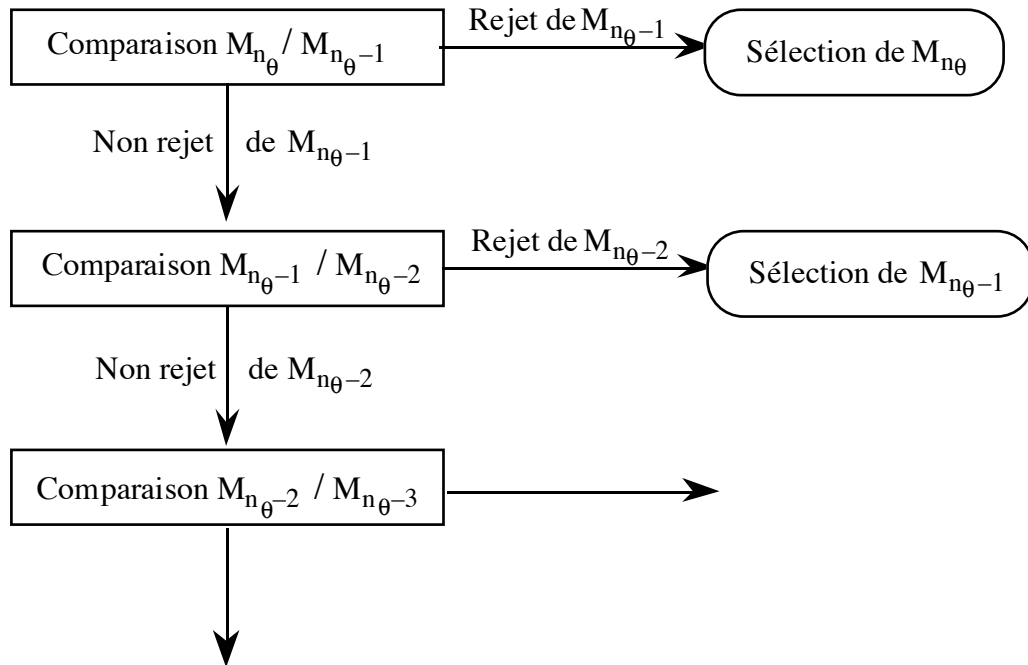 Comparaison M_{n_θ} / M_{n_θ−1}
Rejet de M_{n_θ−1}
Sélection de M_{n_θ}
Non rejet de M_{n_θ−1}
Comparaison M_{n_θ−1} / M_{n_θ−2}
Rejet de M_{n_θ−2}
Sélection de M_{n_θ−1}
Non rejet de M_{n_θ−2}
Comparaison M_{n_θ−2} / M_{n_θ−3}